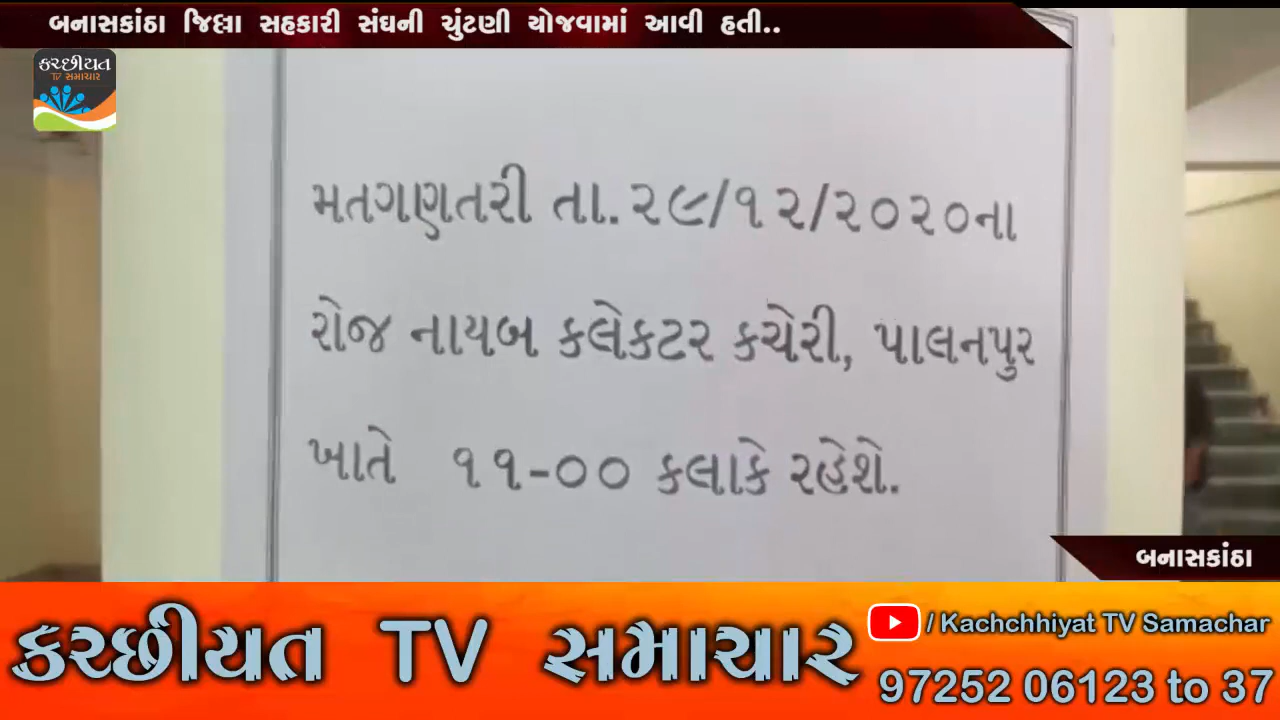 બનાસકાંઠા જિલ્લા સહકારી સંઘની ચુંટણી યોજવામાં આવી હતી..
કચ્છીયત
TV સમાચાર
મતગણતરી તા.૨૯/૧૨/૨૦૨૦ના
રોજ નાયબ કલેકટર કચેરી, પાલનપુર
ખાતે ૧૧-૦૦ કલાકે રહેશે.
બનાસકાંઠા
કચ્છીયત TV સમાચાર
/ Kachchhiyat TV Samachar
97252 06123 to 37